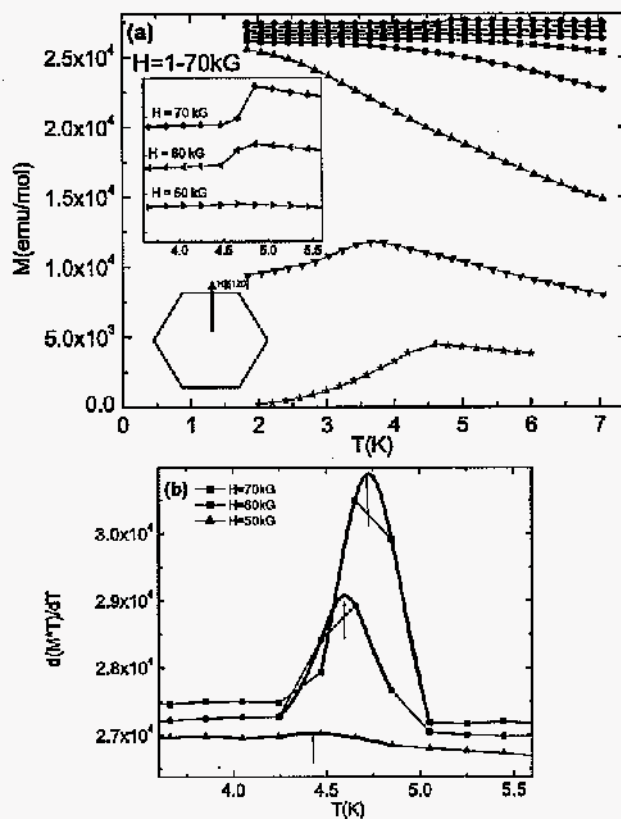 (a)
H=1-70kG
H = 70 kG
H = 60 kG
H = 50 kG
4.0 4.5 5.0 5.5
2.5x10⁴
2.0x10⁴
1.5x10⁴
1.0x10⁴
5.0x10³
0.0
M(emu/mol)
0 1 2 3 4 5 6 7
T(K)
(b)
H=70kG
H=60kG
H=50kG
3.0x10⁴
2.9x10⁴
2.8x10⁴
2.7x10⁴
d(M*T)/dT
4.0 4.5 5.0 5.5
T(K)